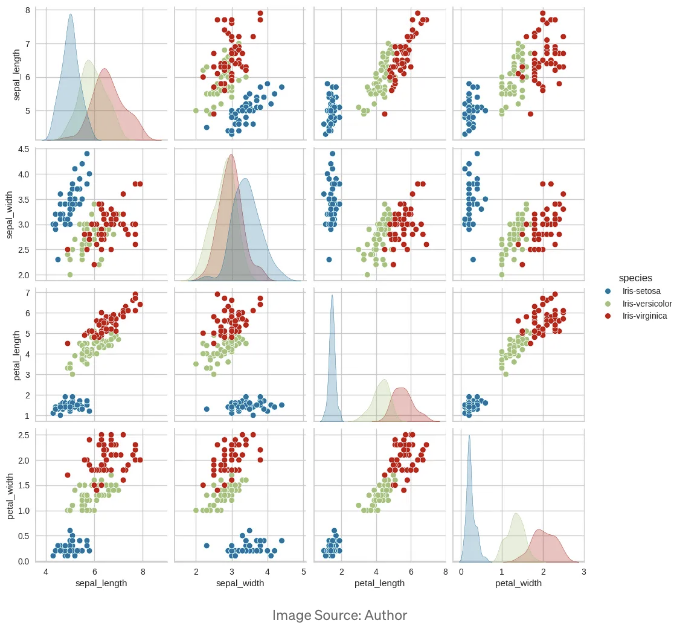 8
7
6
5
sepal_length
4.5
4.0
3.5
3.0
2.5
2.0
sepal_width
species
Iris-setosa
Iris-versicolor
Iris-virginica
7
6
5
4
3
2
1
petal_length
2.5
2.0
1.5
1.0
0.5
0.0
petal_width
4 6 8
2 3 4 5
2 4 6 8
0 1 2 3
sepal_length sepal_width petal_length petal_width
Image Source: Author